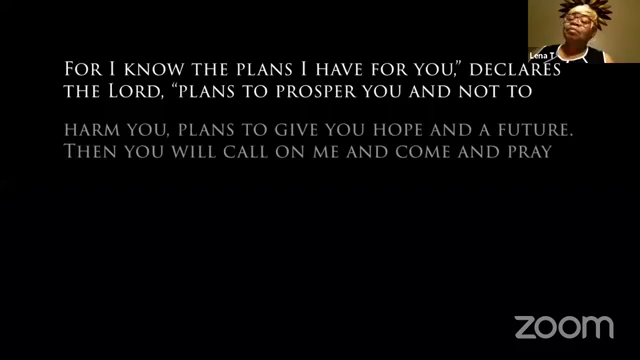 Lena T
FOR I KNOW THE PLANS I HAVE FOR YOU,” DECLARES
THE LORD, “PLANS TO PROSPER YOU AND NOT TO
HARM YOU, PLANS TO GIVE YOU HOPE AND A FUTURE.
THEN YOU WILL CALL ON ME AND COME AND PRAY
zoom